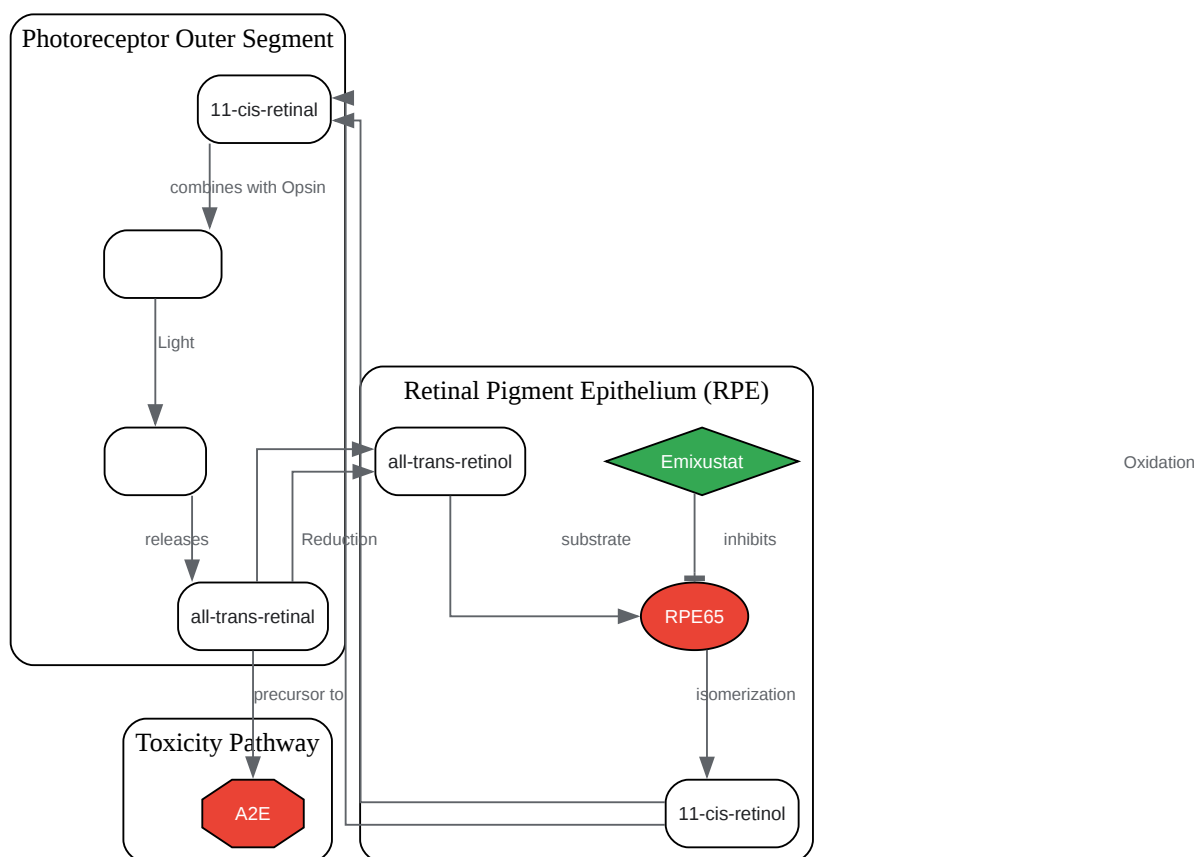 Photoreceptor Outer Segment
11-cis-retinal
combines with Opsin
Light
Retinal Pigment Epithelium (RPE)
all-trans-retinol
Emixustat
Oxidation
releases
Reduction
substrate
inhibits
all-trans-retinal
RPE65
precursor to
isomerization
Toxicity Pathway
A2E
11-cis-retinol